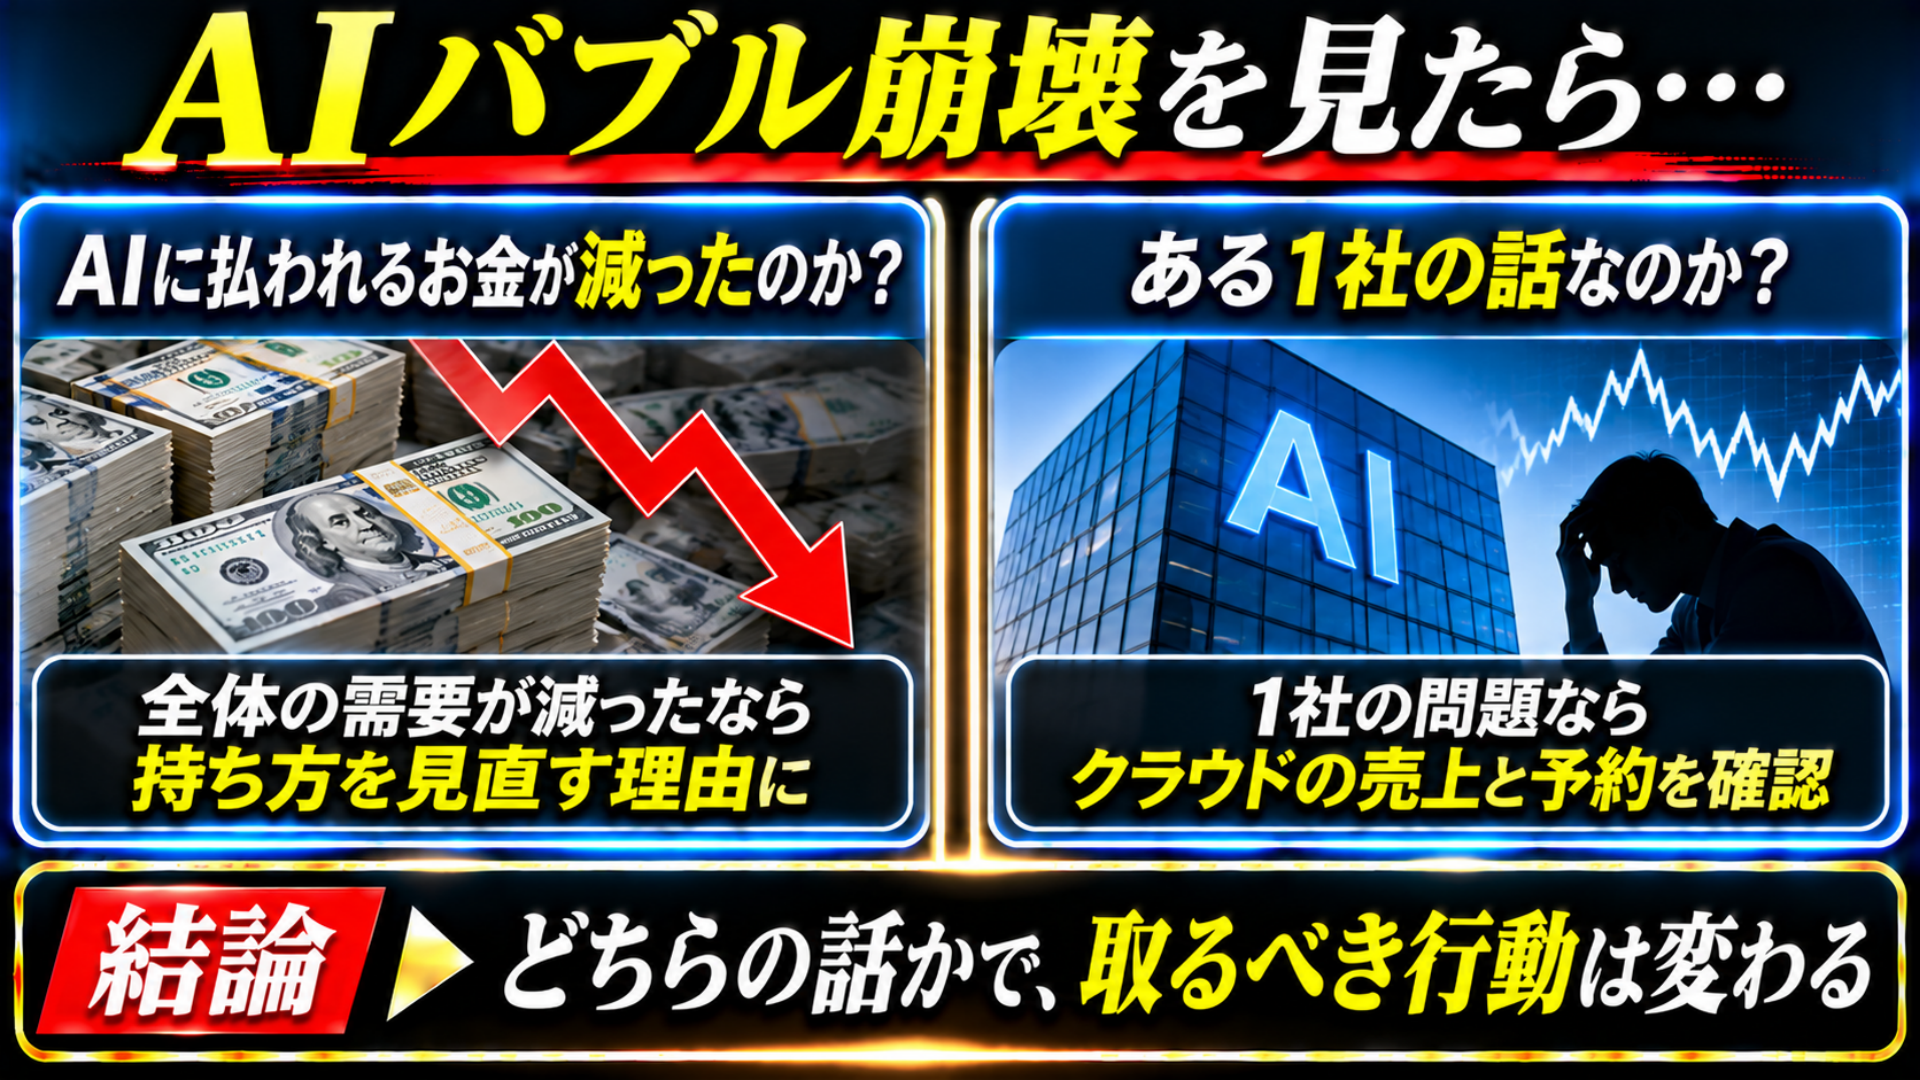 AIバブル崩壊を見たら…
AIに払われるお金が減ったのか?
ある1社の話なのか?
AI
100
100
全体の需要が減ったなら
持ち方を見直す理由に
1社の問題なら
クラウドの売上と予約を確認
結論
どちらの話かで、取るべき行動は変わる